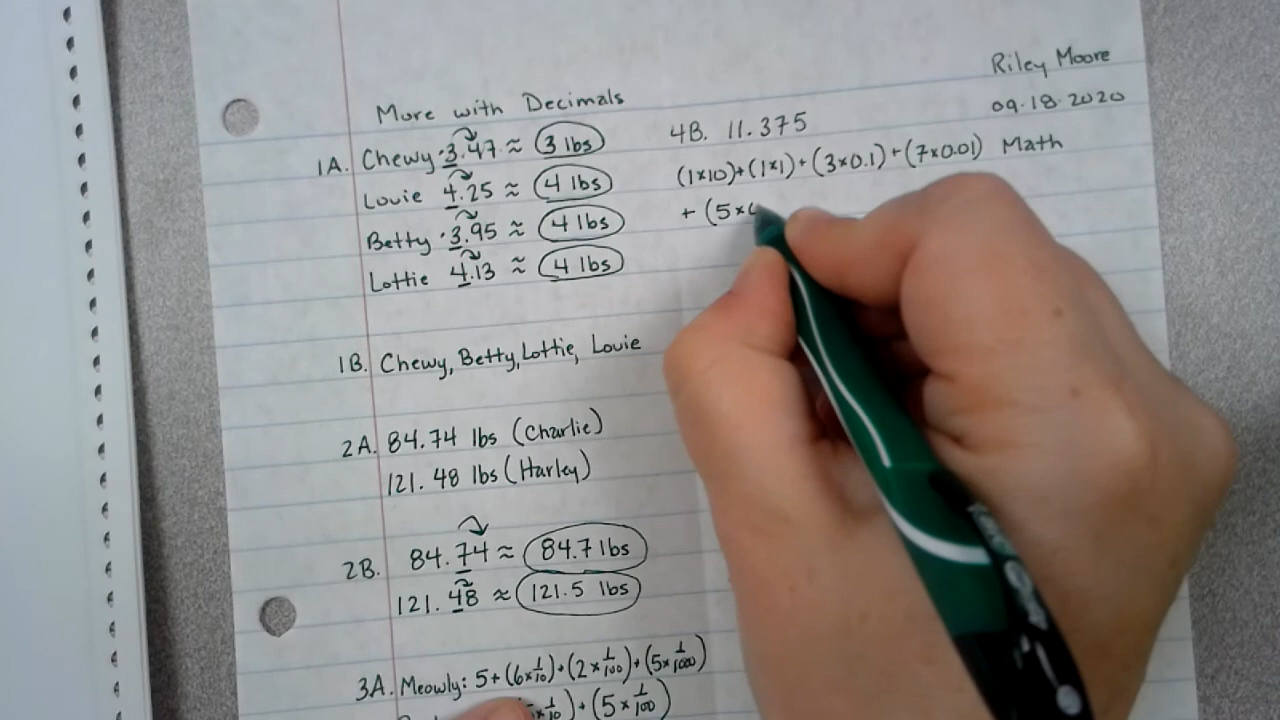 Riley Moore
09.18.2020
Math
More with Decimals
1A. Chewy · 3.47 ≈ 3 lbs
Louie 4.25 ≈ 4 lbs
Betty · 3.95 ≈ 4 lbs
Lottie 4.13 ≈ 4 lbs
1B. Chewy, Betty, Lottie, Louie
2A. 84.74 lbs (Charlie)
121.48 lbs (Harley)
2B. 84.74 ≈ 84.7 lbs
121.48 ≈ 121.5 lbs
3A. Meowly: 5 + (6 × 1/10) + (2 × 1/100) + (5 × 1/1000)
× 1/10) + (5 × 1/100)
4B. 11.375
(1×10)+(1×1)+(3×0.1)+(7×0.01)
+ (5×